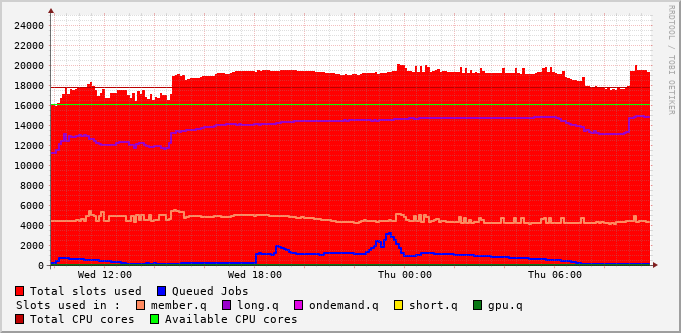 24000
22000
20000
18000
16000
14000
12000
10000
8000
6000
4000
2000
0
Wed 12:00 Wed 18:00 Thu 00:00 Thu 06:00
RRDTOOL / TOBI OETIKER
Total slots used Queued Jobs
Slots used in : member.q long.q ondemand.q short.q gpu.q
Total CPU cores Available CPU cores